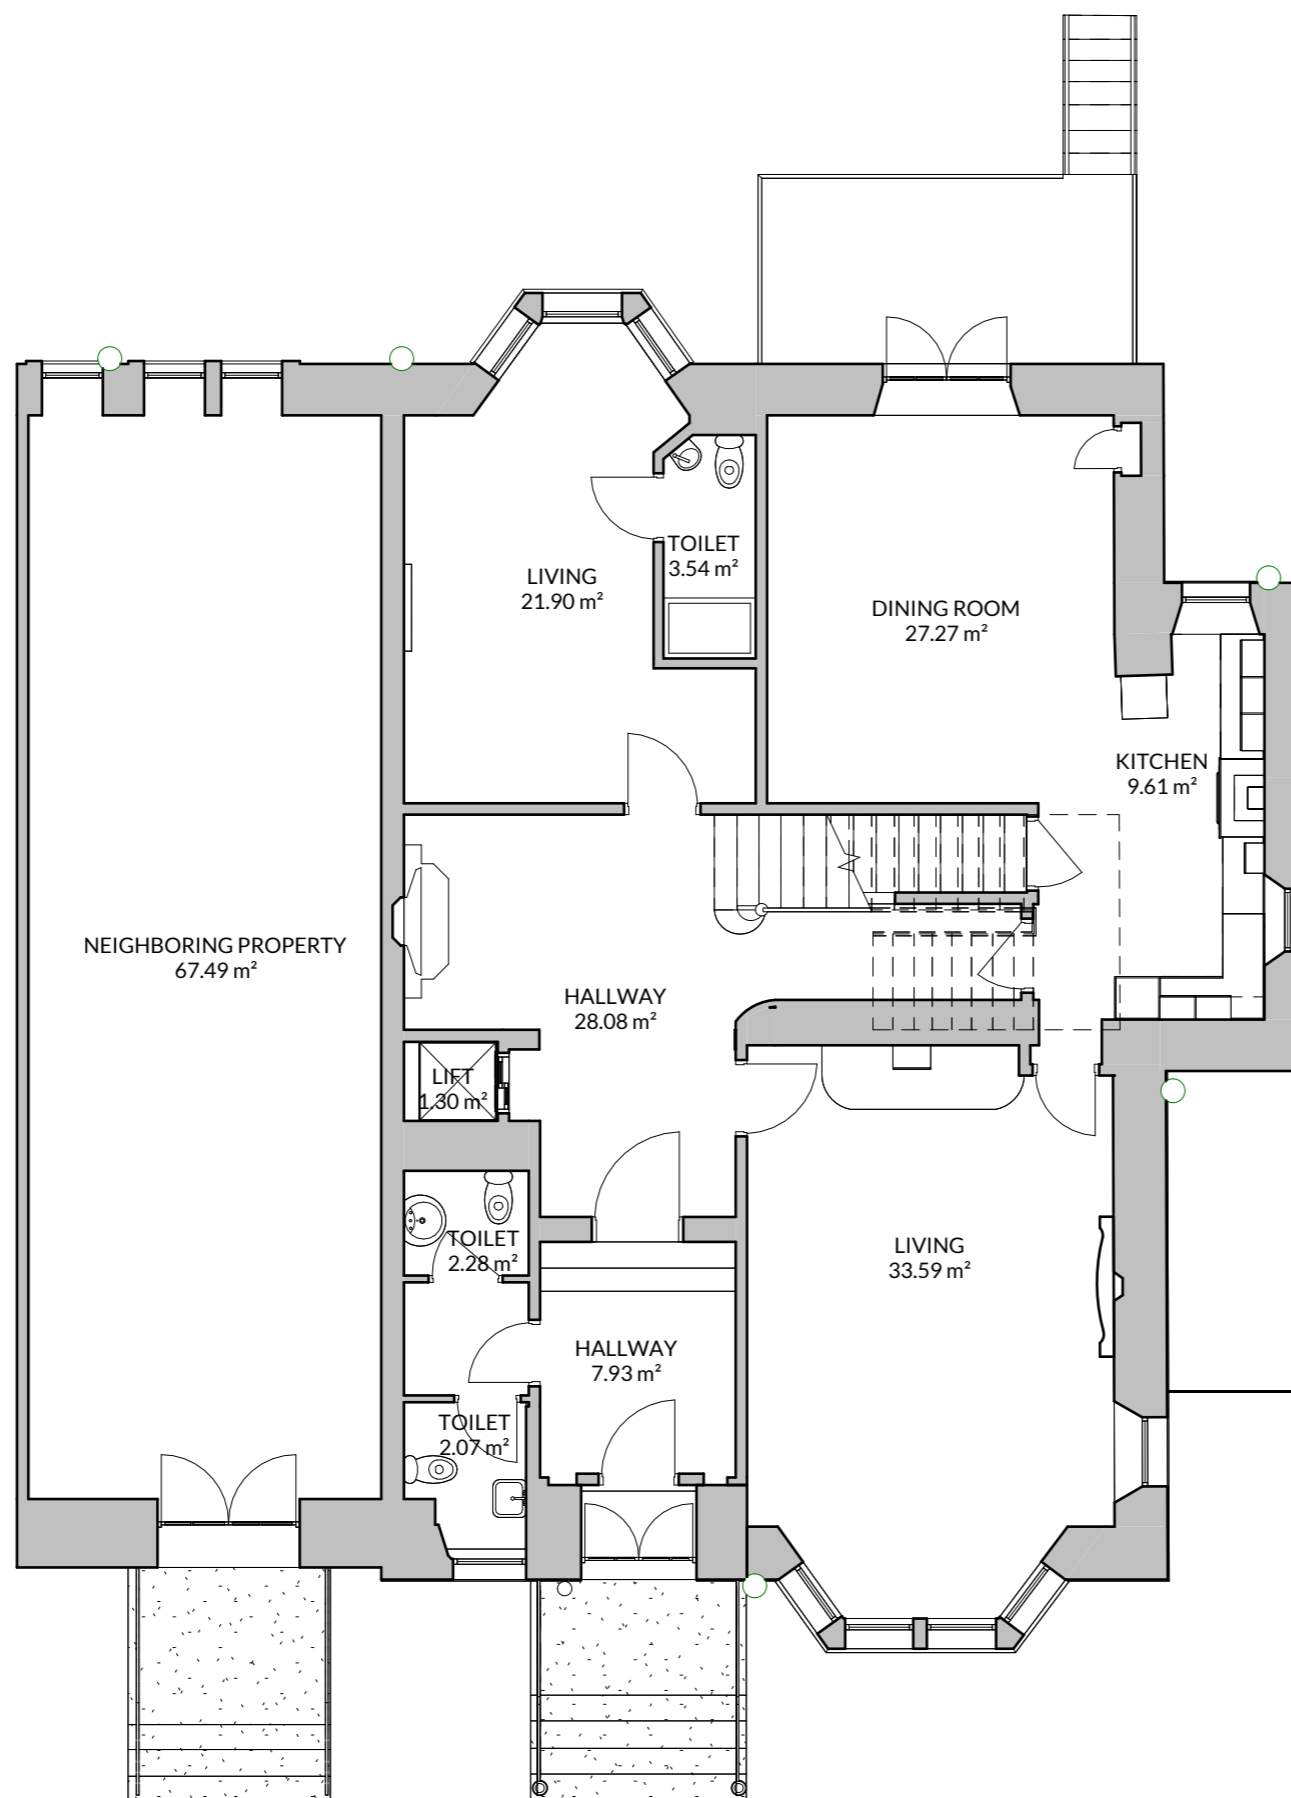 TOILET
3.54 m²
LIVING
21.90 m²
DINING ROOM
27.27 m²
KITCHEN
9.61 m²
NEIGHBORING PROPERTY
67.49 m²
HALLWAY
28.08 m²
LIFT
1.30 m²
TOILET
2.28 m²
LIVING
33.59 m²
HALLWAY
7.93 m²
TOILET
2.07 m²